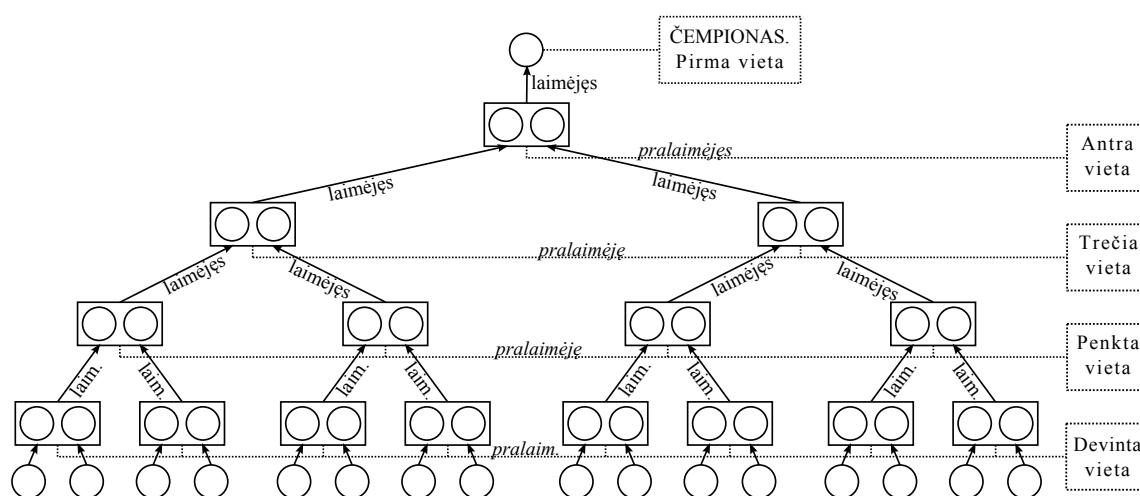 ČEMPIONAS.
Pirma vieta
laimėjęs
pralaimėjęs
Antra
vieta
laimėjęs
laimėjęs
pralaimėję
Trečia
vieta
laimėjęs
laimėjęs
laimėjęs
laimėjęs
pralaimėję
Penkta
vieta
laim.
laim.
laim.
laim.
laim.
laim.
laim.
laim.
pralaim.
Devinta
vieta